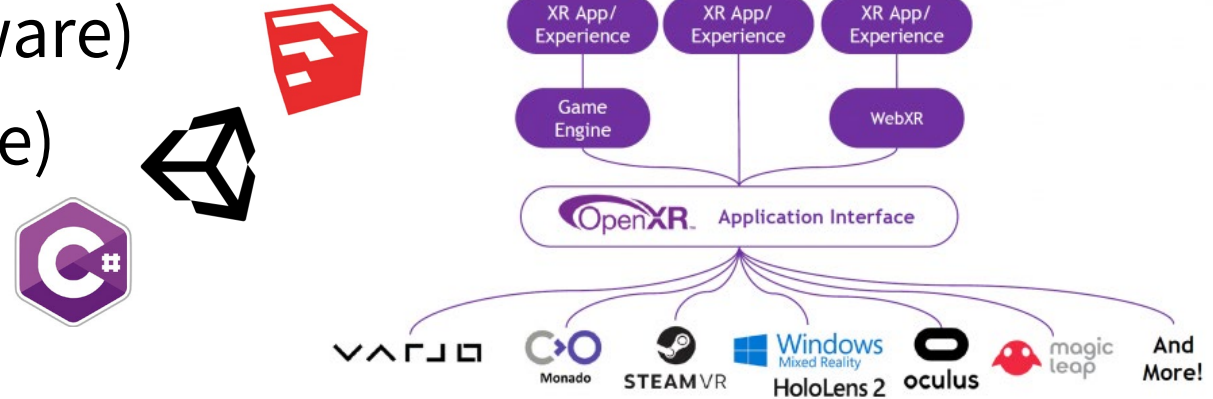 ware)
e)
C#
XR App/
Experience
XR App/
Experience
XR App/
Experience
Game
Engine
WebXR
OpenXR™ Application Interface
VARJO
Monado
STEAMVR
Windows
Mixed Reality
HoloLens 2
oculus
magic
leap
And
More!